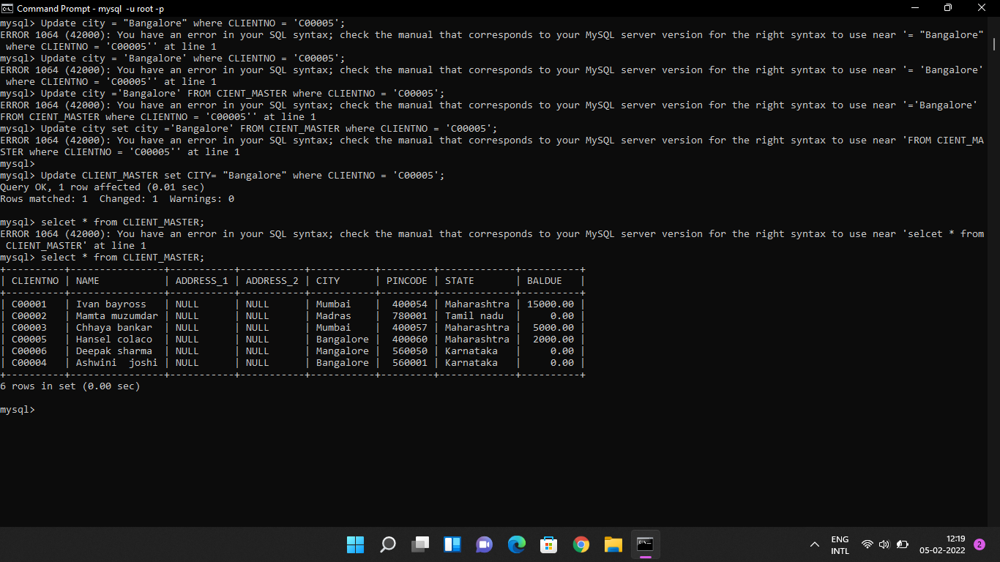 Command Prompt - mysql -u root -p
mysql> Update city = "Bangalore" where CLIENTNO = 'C00005';
ERROR 1064 (42000): You have an error in your SQL syntax; check the manual that corresponds to your MySQL server version for the right syntax to use near '= "Bangalore"
 where CLIENTNO = 'C00005'' at line 1
mysql> Update city = 'Bangalore' where CLIENTNO = 'C00005';
ERROR 1064 (42000): You have an error in your SQL syntax; check the manual that corresponds to your MySQL server version for the right syntax to use near '= 'Bangalore'
 where CLIENTNO = 'C00005'' at line 1
mysql> Update city ='Bangalore' FROM CIENT_MASTER where CLIENTNO = 'C00005';
ERROR 1064 (42000): You have an error in your SQL syntax; check the manual that corresponds to your MySQL server version for the right syntax to use near '='Bangalore'
FROM CIENT_MASTER where CLIENTNO = 'C00005'' at line 1
mysql> Update city set city ='Bangalore' FROM CIENT_MASTER where CLIENTNO = 'C00005';
ERROR 1064 (42000): You have an error in your SQL syntax; check the manual that corresponds to your MySQL server version for the right syntax to use near 'FROM CIENT_MA
STER where CLIENTNO = 'C00005'' at line 1
mysql>
mysql> Update CLIENT_MASTER set CITY= "Bangalore" where CLIENTNO = 'C00005';
Query OK, 1 row affected (0.01 sec)
Rows matched: 1  Changed: 1  Warnings: 0
mysql> selcet * from CLIENT_MASTER;
ERROR 1064 (42000): You have an error in your SQL syntax; check the manual that corresponds to your MySQL server version for the right syntax to use near 'selcet * from
 CLIENT_MASTER' at line 1
mysql> select * from CLIENT_MASTER;
+----------+----------------+-----------+-----------+-----------+---------+-------------+----------+
| CLIENTNO | NAME           | ADDRESS_1 | ADDRESS_2 | CITY      | PINCODE | STATE       | BALDUE   |
+----------+----------------+-----------+-----------+-----------+---------+-------------+----------+
| C00001   | Ivan bayross   | NULL      | NULL      | Mumbai    |  400054 | Maharashtra | 15000.00 |
| C00002   | Mamta muzumdar | NULL      | NULL      | Madras    |  780001 | Tamil nadu  |     0.00 |
| C00003   | Chhaya bankar  | NULL      | NULL      | Mumbai    |  400057 | Maharashtra |  5000.00 |
| C00005   | Hansel colaco  | NULL      | NULL      | Bangalore |  400060 | Maharashtra |  2000.00 |
| C00006   | Deepak sharma  | NULL      | NULL      | Mangalore |  560050 | Karnataka   |     0.00 |
| C00004   | Ashwini  joshi | NULL      | NULL      | Bangalore |  560001 | Karnataka   |     0.00 |
+----------+----------------+-----------+-----------+-----------+---------+-------------+----------+
6 rows in set (0.00 sec)
mysql>
ENG
INTL
12:19
05-02-2022
2